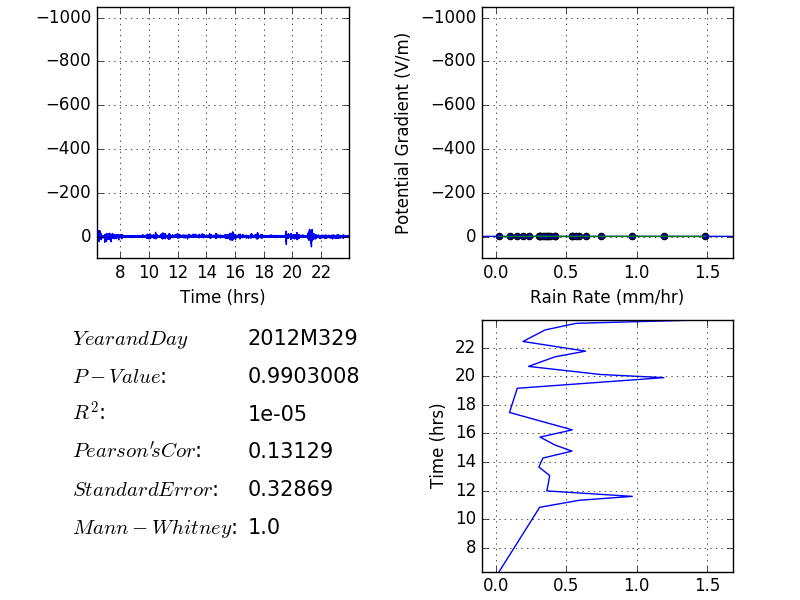 −1000
−800
−600
−400
−200
0
8 10 12 14 16 18 20 22
Time (hrs)
Potential Gradient (V/m)
−1000
−800
−600
−400
−200
0
0.0 0.5 1.0 1.5
Rain Rate (mm/hr)
YearandDay 2012M329
P−Value: 0.9903008
R²: 1e-05
Pearson'sCor: 0.13129
StandardError: 0.32869
Mann−Whitney: 1.0
Time (hrs)
22
20
18
16
14
12
10
8
0.0 0.5 1.0 1.5